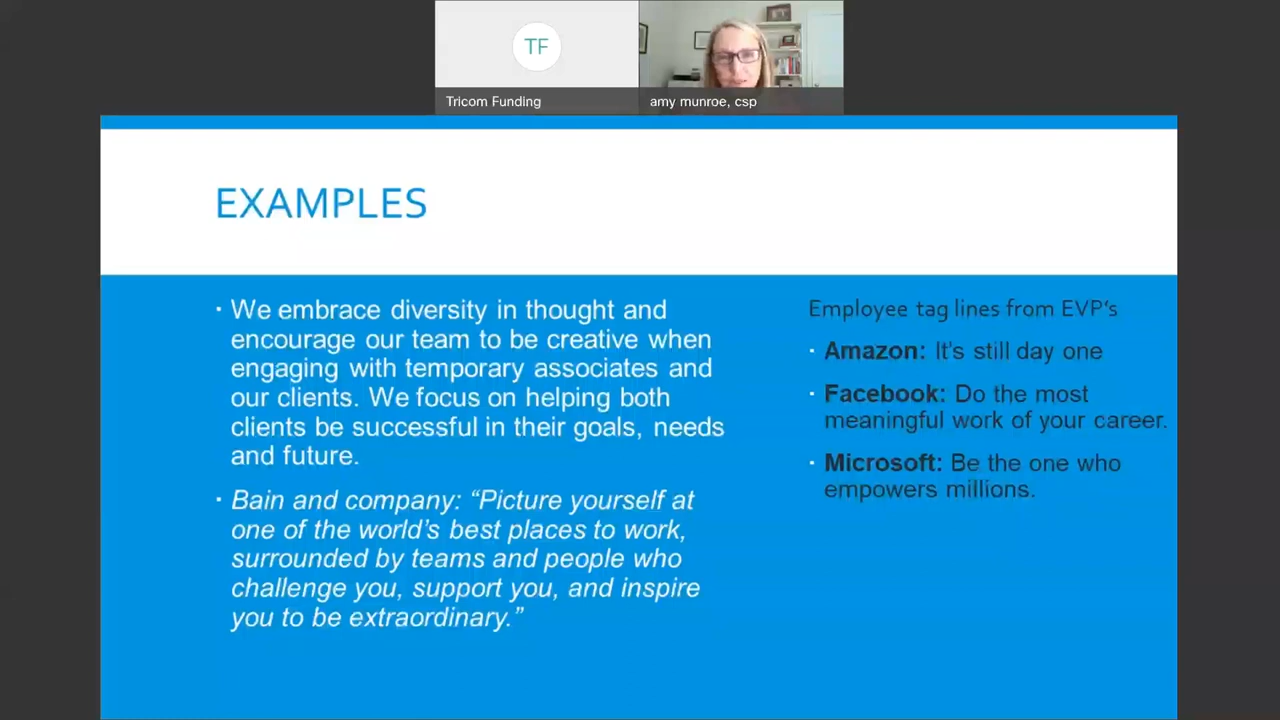 TF
Tricom Funding
amy munroe, csp
EXAMPLES
We embrace diversity in thought and
encourage our team to be creative when
engaging with temporary associates and
our clients. We focus on helping both
clients be successful in their goals, needs
and future.
Bain and company: “Picture yourself at
one of the world’s best places to work,
surrounded by teams and people who
challenge you, support you, and inspire
you to be extraordinary.”
Employee tag lines from EVP’s
Amazon: It’s still day one
Facebook: Do the most
meaningful work of your career.
Microsoft: Be the one who
empowers millions.